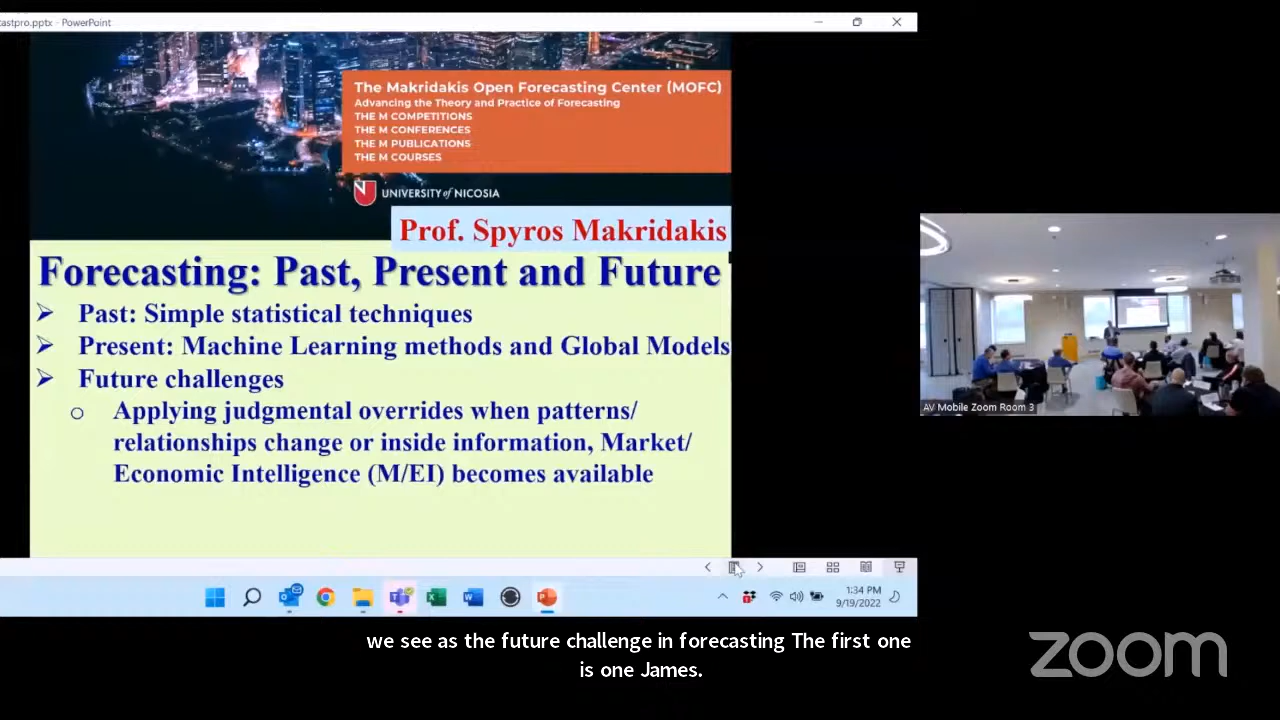 astpro.pptx - PowerPoint
The Makridakis Open Forecasting Center (MOFC)
Advancing the Theory and Practice of Forecasting
THE M COMPETITIONS
THE M CONFERENCES
THE M PUBLICATIONS
THE M COURSES
UNIVERSITY of NICOSIA
Prof. Spyros Makridakis
Forecasting: Past, Present and Future
Past: Simple statistical techniques
Present: Machine Learning methods and Global Models
Future challenges
Applying judgmental overrides when patterns/
relationships change or inside information, Market/
Economic Intelligence (M/EI) becomes available
AV Mobile Zoom Room 3
1:34 PM
9/19/2022
we see as the future challenge in forecasting The first one
is one James.
zoom